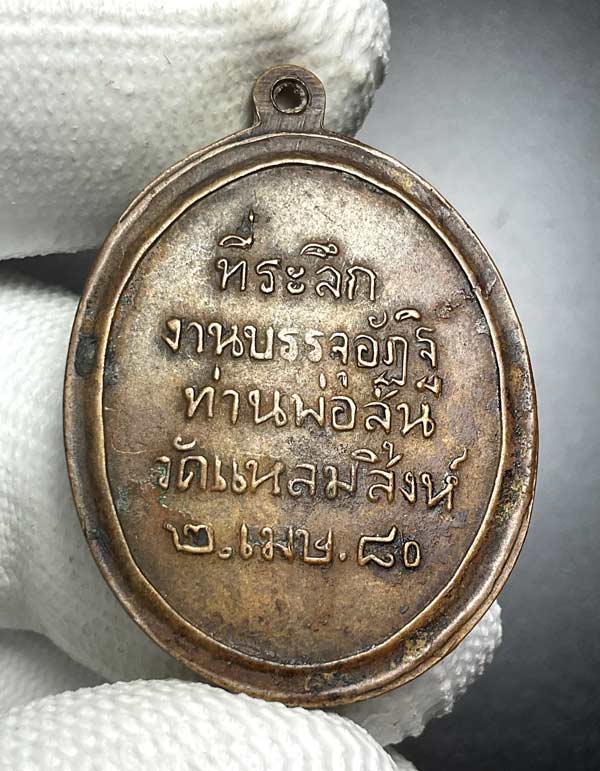 ที่ระลึก
งานบรรจุอัฏฐิ
ท่านพ่อลั่น
วัดแหลมสิงห์
๒.เมษ.๘๐